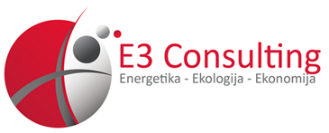 E3 Consulting
Energetika - Ekologija - Ekonomija